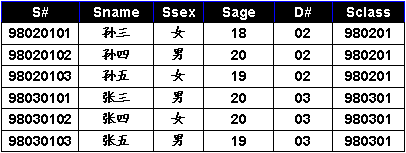 S# Sname Ssex Sage D# Sclass
98020101 孙三 女 18 02 980201
98020102 孙四 男 20 02 980201
98020103 孙五 女 19 02 980201
98030101 张三 男 20 03 980301
98030102 张四 女 20 03 980301
98030103 张五 男 19 03 980301